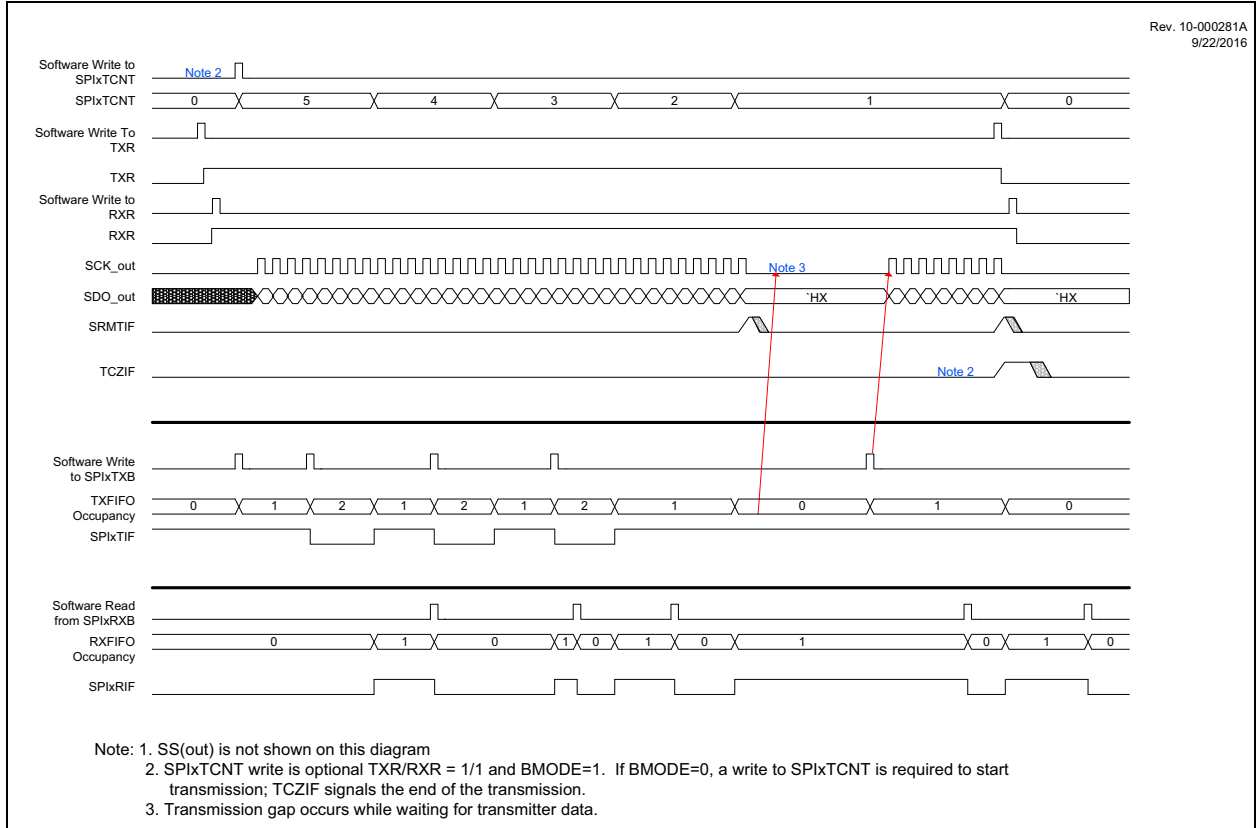 Rev. 10-000281A
9/22/2016
Software Write to
SPIxTCNT
Note 2
SPIxTCNT
0 5 4 3 2 1 0
Software Write To
TXR
TXR
Software Write to
RXR
RXR
SCK_out
Note 3
SDO_out
`HX `HX
SRMTIF
TCZIF
Note 2
Software Write
to SPIxTXB
TXFIFO
Occupancy
0 1 2 1 2 1 2 1 0 1 0
SPIxTIF
Software Read
from SPIxRXB
RXFIFO
Occupancy
0 1 0 1 0 1 0 1 0 1 0
SPIxRIF
Note: 1. SS(out) is not shown on this diagram
2. SPIxTCNT write is optional TXR/RXR = 1/1 and BMODE=1. If BMODE=0, a write to SPIxTCNT is required to start
transmission; TCZIF signals the end of the transmission.
3. Transmission gap occurs while waiting for transmitter data.